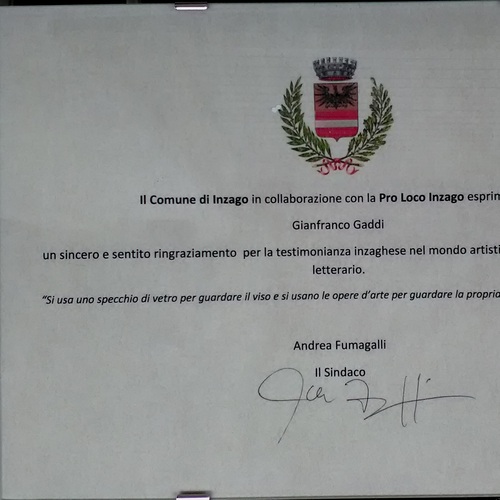 Il Comune di Inzago in collaborazione con la Pro Loco Inzago esprim
Gianfranco Gaddi
un sincero e sentito ringraziamento per la testimonianza inzaghese nel mondo artisti
letterario.
“Si usa uno specchio di vetro per guardare il viso e si usano le opere d’arte per guardare la propria
Andrea Fumagalli
Il Sindaco